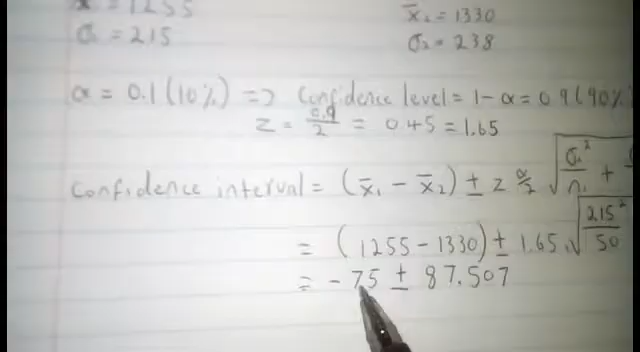 x̄₁ = 1255
x̄₂ = 1330
σ₁ = 215
σ₂ = 238
α = 0.1 (10%) => Confidence level = 1 - α = 0.9 (90%
z = 0.9/2 = 0.45 = 1.65
Confidence interval = (x̄₁ - x̄₂) ± z α/2 √σ₁²/n₁ +
= (1255 - 1330) ± 1.65 √215²/50
= -75 ± 87.507